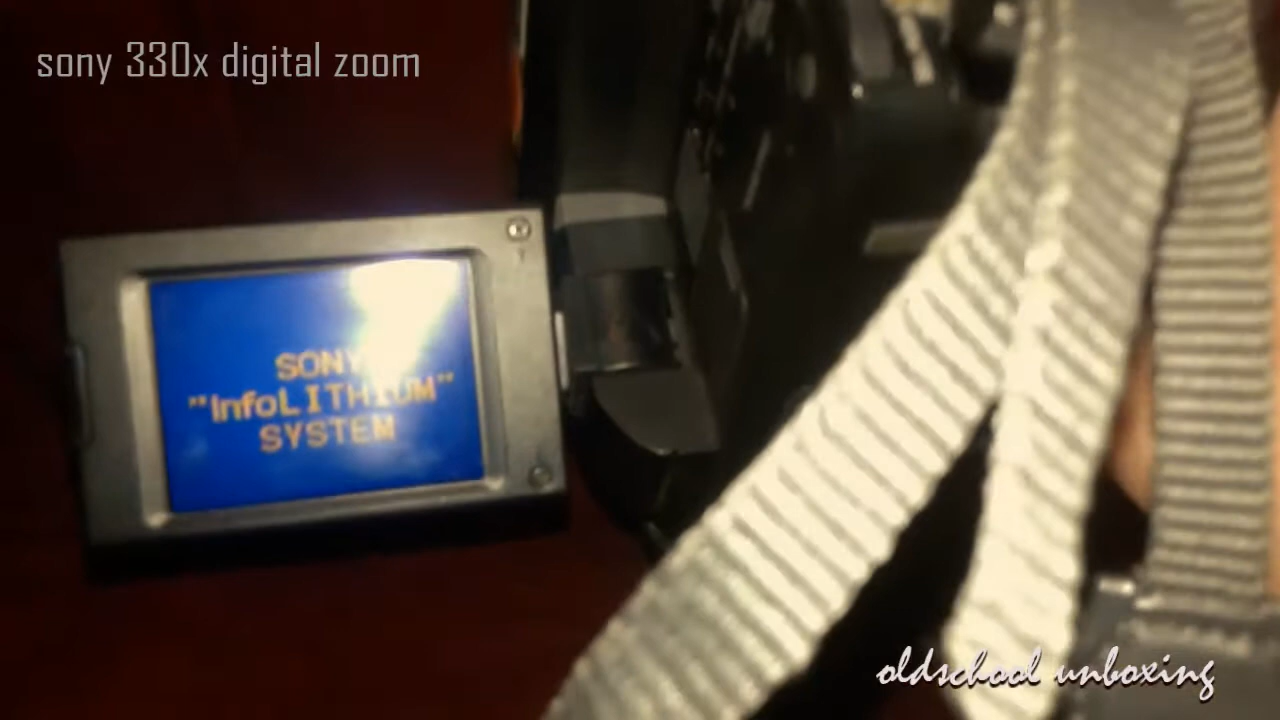 sony 330x digital zoom
SONY
"InfoLITHIUM"
SYSTEM
oldschool unboxing